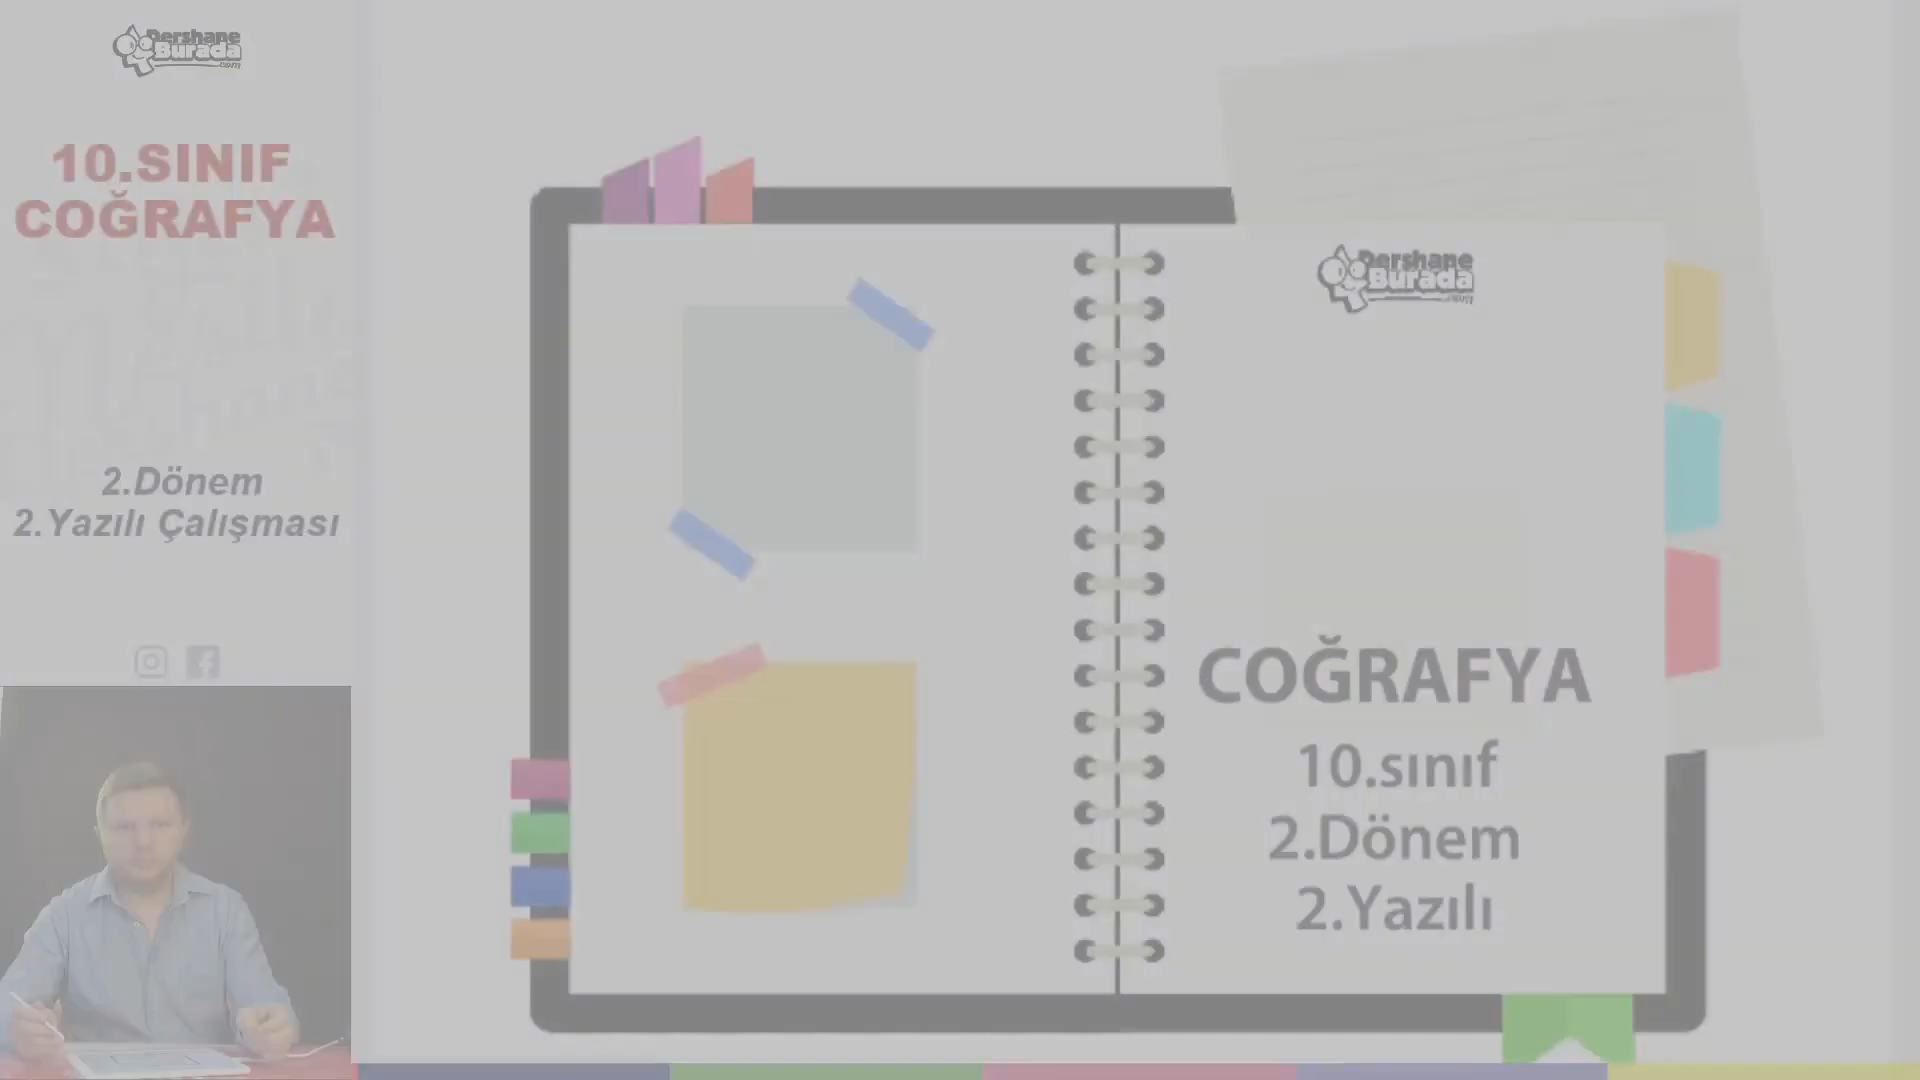 Dershane
Burada
.com
10.SINIF
COĞRAFYA
2.Dönem
2.Yazılı Çalışması
Dershane
Burada
.com
COĞRAFYA
10.sınıf
2.Dönem
2.Yazılı